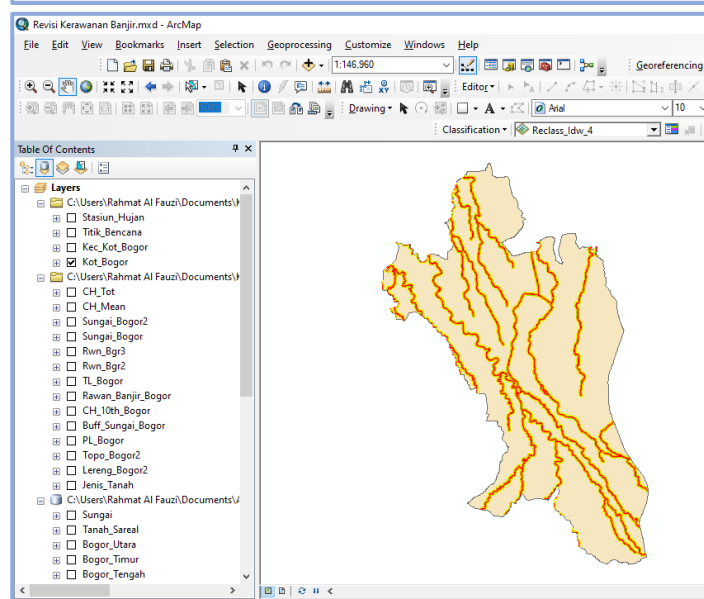 Revisi Kerawanan Banjir.mxd - ArcMap
File Edit View Bookmarks Insert Selection Geoprocessing Customize Windows Help
1:146,960
Georeferencing
Editor
Drawing A Arial 10
Classification Reclass_Idw_4
Table Of Contents
Layers
C:\Users\Rahmat Al Fauzi\Documents\
Stasiun_Hujan
Titik_Bencana
Kec_Kot_Bogor
Kot_Bogor
C:\Users\Rahmat Al Fauzi\Documents\
CH_Tot
CH_Mean
Sungai_Bogor2
Sungai_Bogor
Rwn_Bgr3
Rwn_Bgr2
TL_Bogor
Rawan_Banjir_Bogor
CH_10th_Bogor
Buff_Sungai_Bogor
PL_Bogor
Topo_Bogor2
Lereng_Bogor2
Jenis_Tanah
C:\Users\Rahmat Al Fauzi\Documents\
Sungai
Tanah_Sareal
Bogor_Utara
Bogor_Timur
Bogor_Tengah